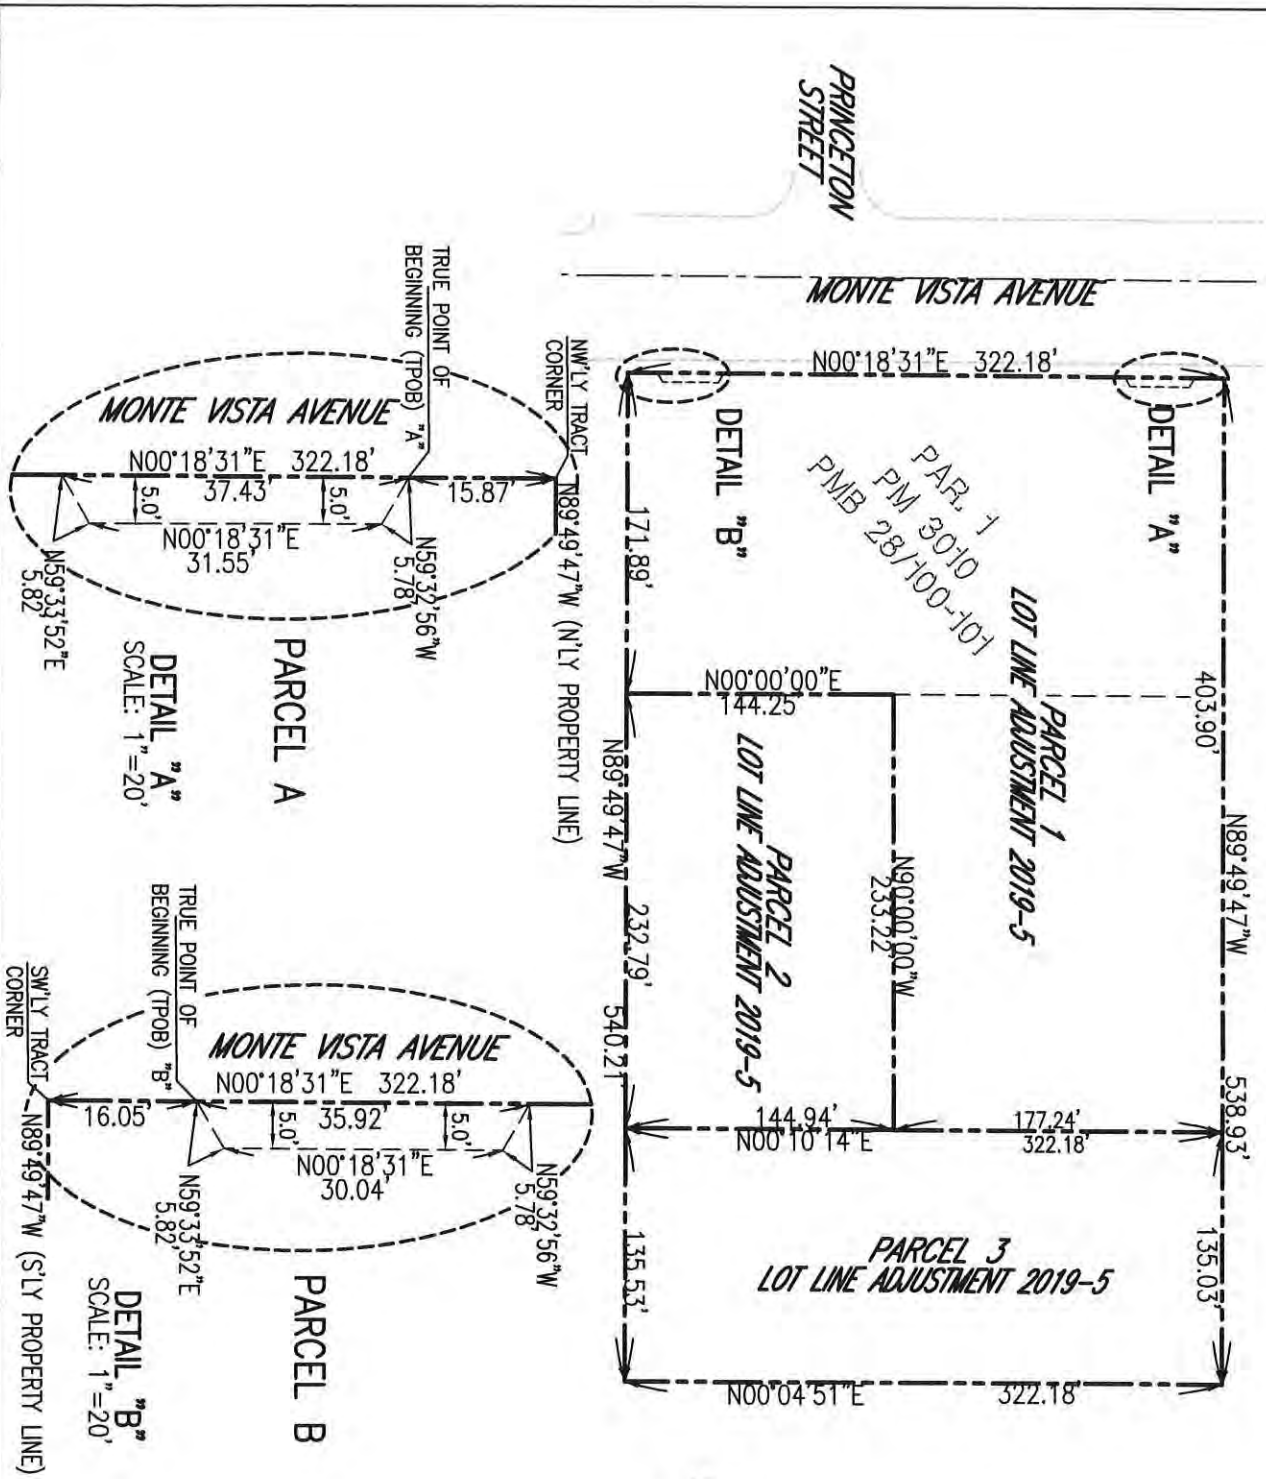 PRINCETON
STREET
MONTE VISTA AVENUE
N00°18'31"E 322.18'
DETAIL "A"
DETAIL "B"
PAR. 1
PM 3010
PMB 28/100-101
PARCEL 1
LOT LINE ADJUSTMENT 2019-5
403.90'
N89°49'47"W
538.93'
171.89'
N00°00'00"E
144.25'
N90°00'00"W
233.22'
PARCEL 2
LOT LINE ADJUSTMENT 2019-5
N89°49'47"W
232.79'
540.21'
144.94'
N00°10'14"E
177.24'
322.18'
135.53'
135.03'
PARCEL 3
LOT LINE ADJUSTMENT 2019-5
N00°04'51"E 322.18'
TRUE POINT OF
BEGINNING (TPOB) "A"
NW'LY TRACT
CORNER
MONTE VISTA AVENUE
N00°18'31"E 322.18'
37.43'
15.87'
5.0'
5.0'
N00°18'31"E
31.55'
N89°49'47"W (N'LY PROPERTY LINE)
N59°32'56"W
5.78'
N59°33'52"E
5.82'
PARCEL A
DETAIL "A"
SCALE: 1"=20'
TRUE POINT OF
BEGINNING (TPOB) "B"
SW'LY TRACT
CORNER
MONTE VISTA AVENUE
N00°18'31"E 322.18'
16.05'
35.92'
5.0'
5.0'
N00°18'31"E
30.04'
N59°32'56"W
5.78'
N59°33'52"E
5.82'
N89°49'47"W (S'LY PROPERTY LINE)
PARCEL B
DETAIL "B"
SCALE: 1"=20'